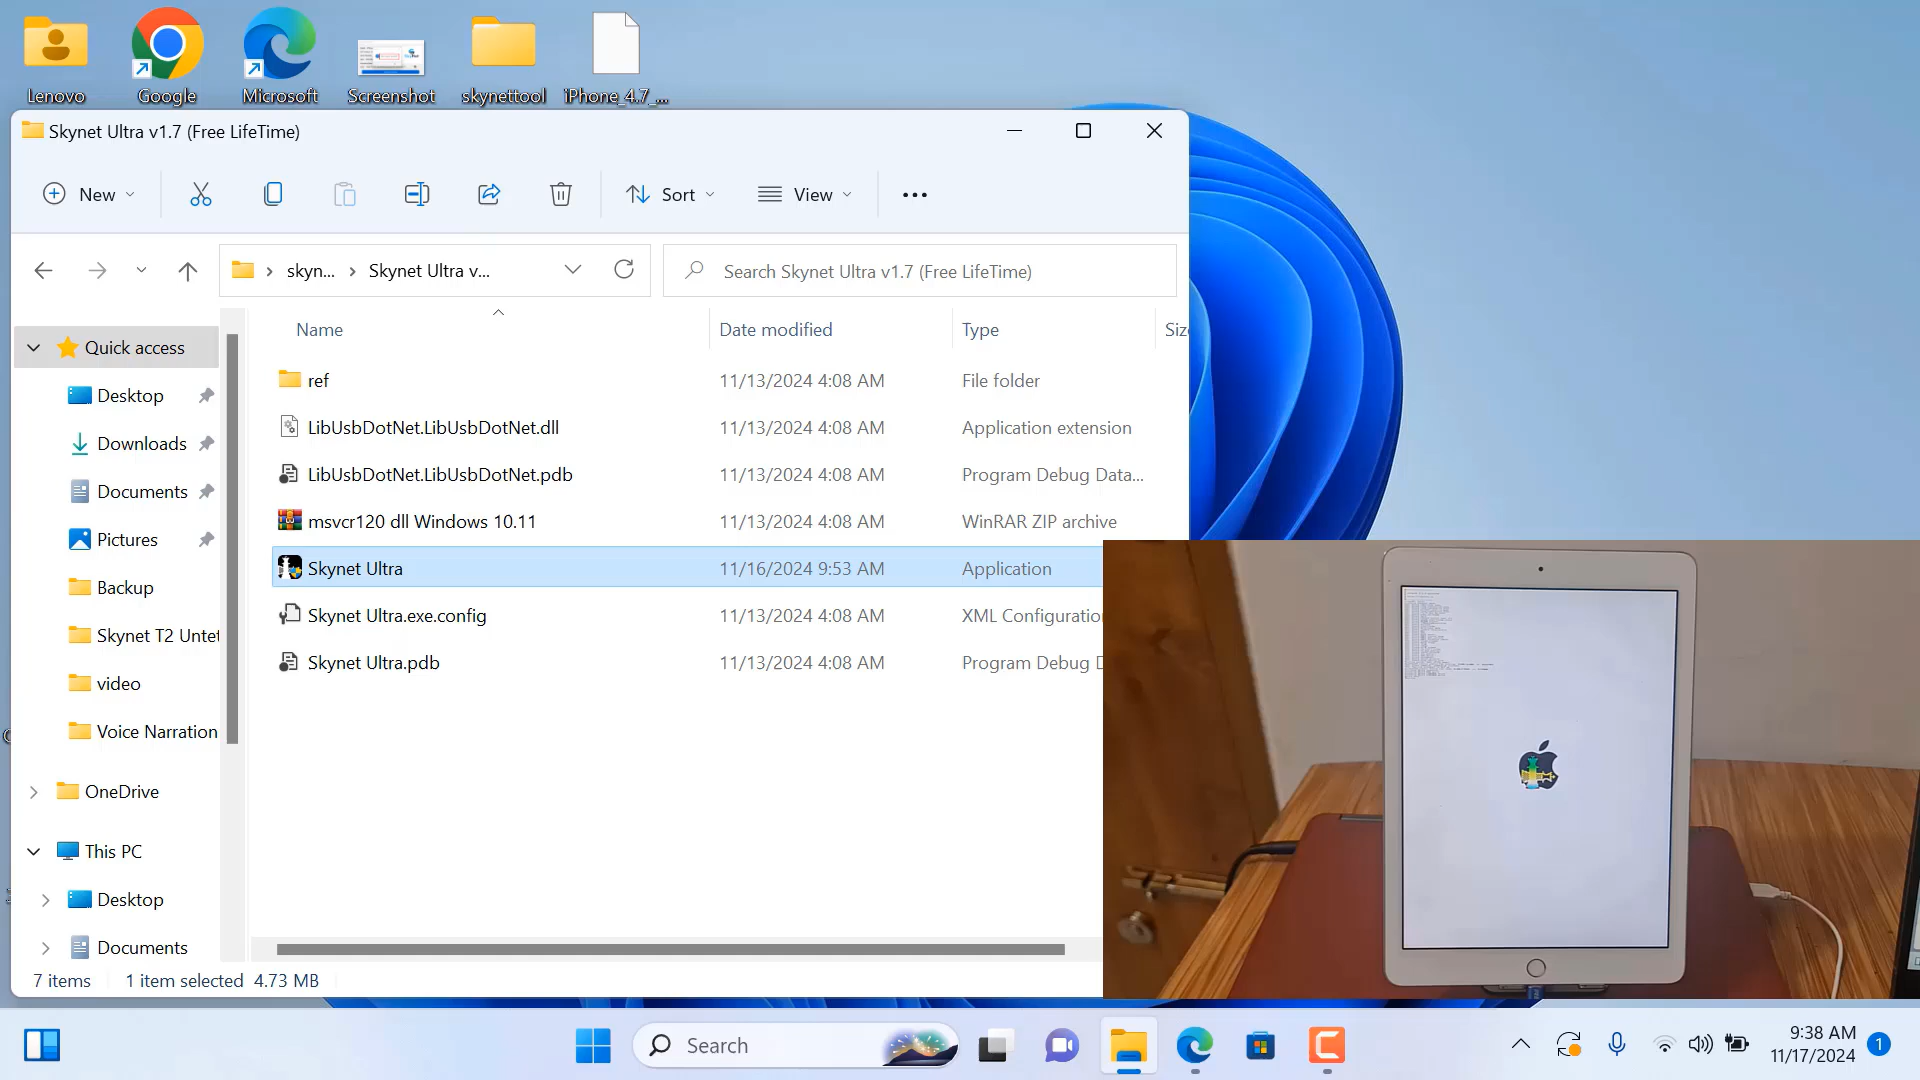 Lenovo
Google
Microsoft
Screenshot
skynettool
iPhone_4.7_...
Skynet Ultra v1.7 (Free LifeTime)
New
Sort
View
skyn...
Skynet Ultra v...
Search Skynet Ultra v1.7 (Free LifeTime)
Name
Date modified
Type
Siz
Quick access
Desktop
Downloads
Documents
Pictures
Backup
Skynet T2 Untet
video
Voice Narration
OneDrive
This PC
Desktop
Documents
ref 11/13/2024 4:08 AM File folder
LibUsbDotNet.LibUsbDotNet.dll 11/13/2024 4:08 AM Application extension
LibUsbDotNet.LibUsbDotNet.pdb 11/13/2024 4:08 AM Program Debug Data...
msvcr120 dll Windows 10.11 11/13/2024 4:08 AM WinRAR ZIP archive
Skynet Ultra 11/16/2024 9:53 AM Application
Skynet Ultra.exe.config 11/13/2024 4:08 AM XML Configuratio
Skynet Ultra.pdb 11/13/2024 4:08 AM Program Debug D
7 items
1 item selected 4.73 MB
Search
9:38 AM
11/17/2024
1